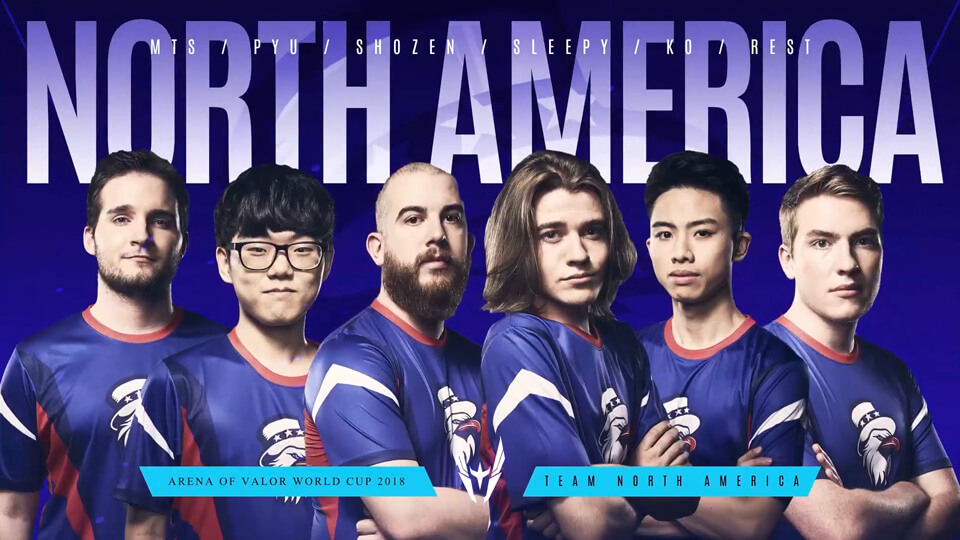 NORTH AMERICA
MTS / PYU / SHOZEN / SLEEPY / KO / REST
ARENA OF VALOR WORLD CUP 2018
TEAM NORTH AMERICA